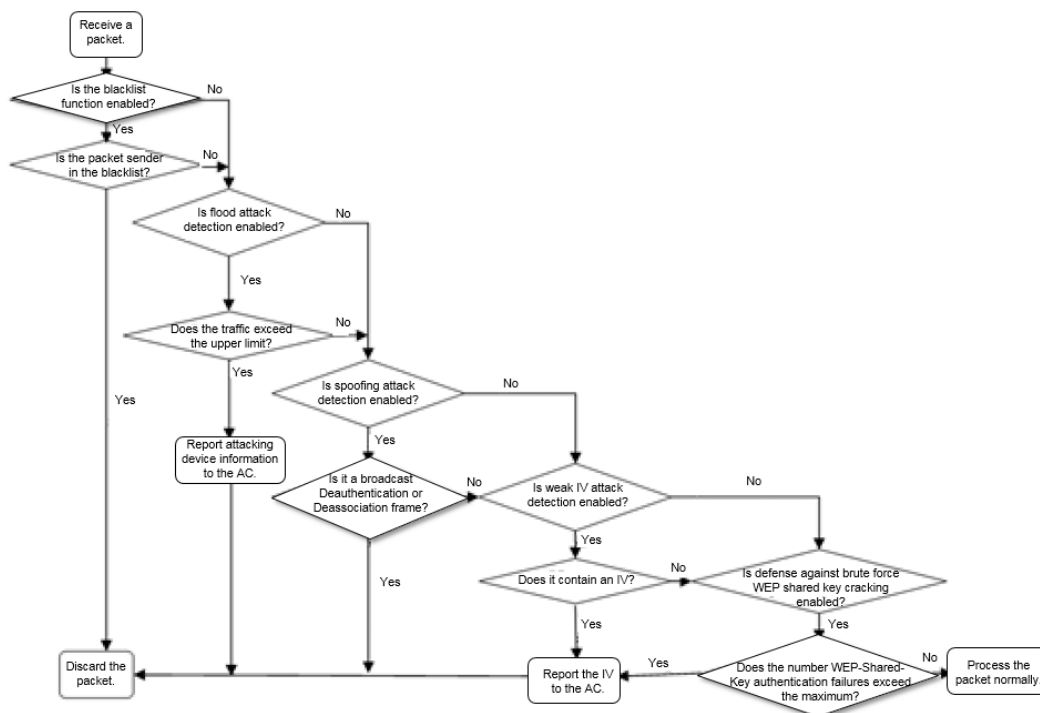 Receive a
packet.
Is the blacklist
function enabled?
No
Yes
Is the packet sender
in the blacklist?
No
Is flood attack
detection enabled?
No
Yes
Does the traffic exceed
the upper limit?
No
Yes
Yes
Is spoofing attack
detection enabled?
No
Yes
Report attacking
device information
to the AC.
Is it a broadcast
Deauthentication or
Deassociation frame?
No
Is weak IV attack
detection enabled?
No
Yes
Yes
Does it contain an IV?
No
Is defense against brute force
WEP shared key cracking
enabled?
Yes
Yes
Discard the
packet.
Report the IV
to the AC.
Yes
Does the number WEP-Shared-
Key authentication failures exceed
the maximum?
No
Process the
packet normally.